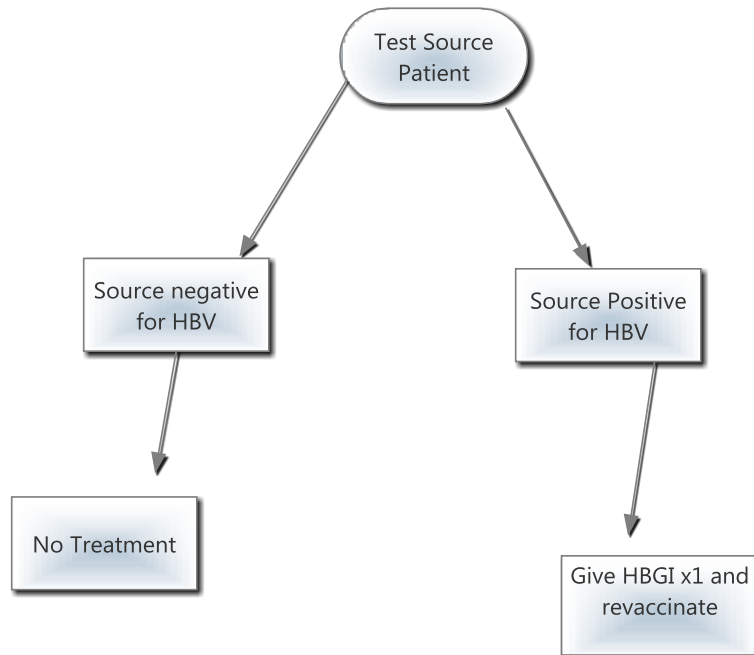 Test Source
Patient
Source negative
for HBV
Source Positive
for HBV
No Treatment
Give HBGI x1 and
revaccinate